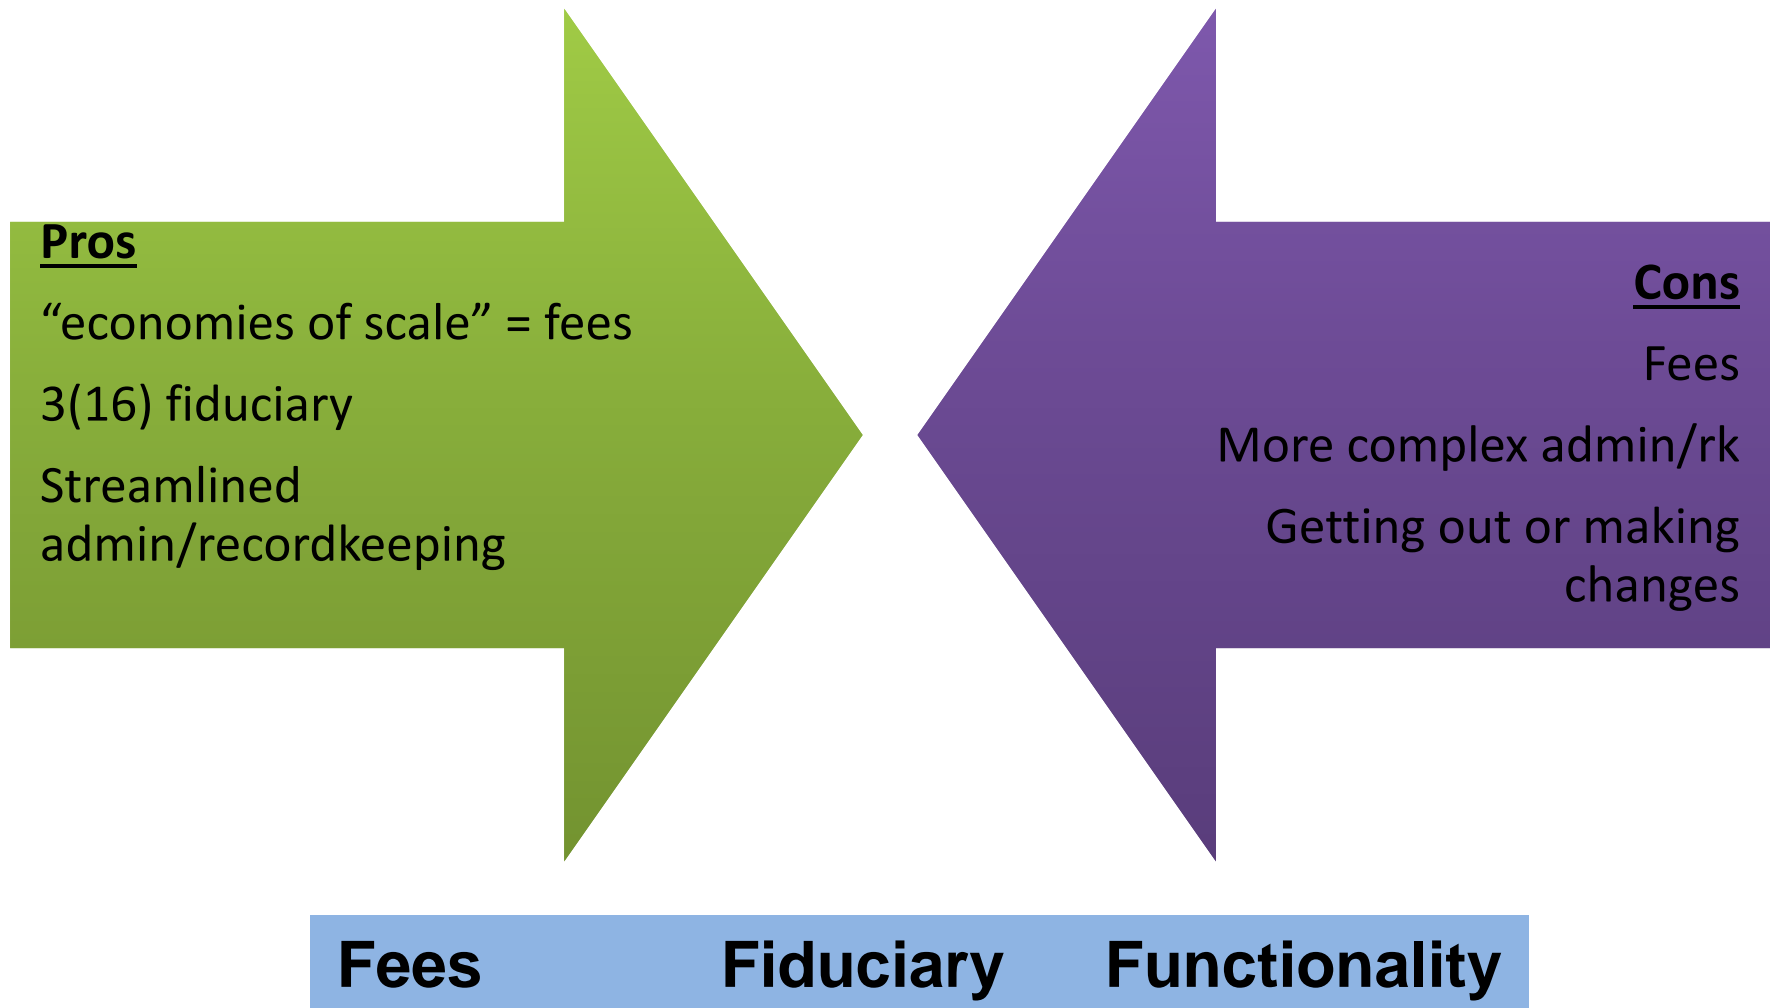 Pros
“economies of scale” = fees
3(16) fiduciary
Streamlined
admin/recordkeeping
Cons
Fees
More complex admin/rk
Getting out or making
changes
Fees Fiduciary Functionality